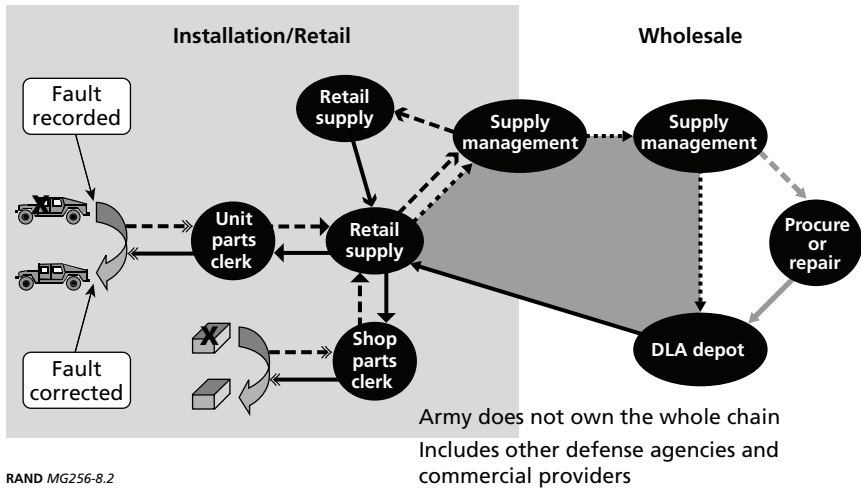 Installation/Retail
Wholesale
Fault
recorded
Retail
supply
Supply
management
Supply
management
X
Unit
parts
clerk
Retail
supply
Procure
or
repair
X
Shop
parts
clerk
DLA depot
Fault
corrected
Army does not own the whole chain
Includes other defense agencies and
commercial providers
RAND MG256-8.2